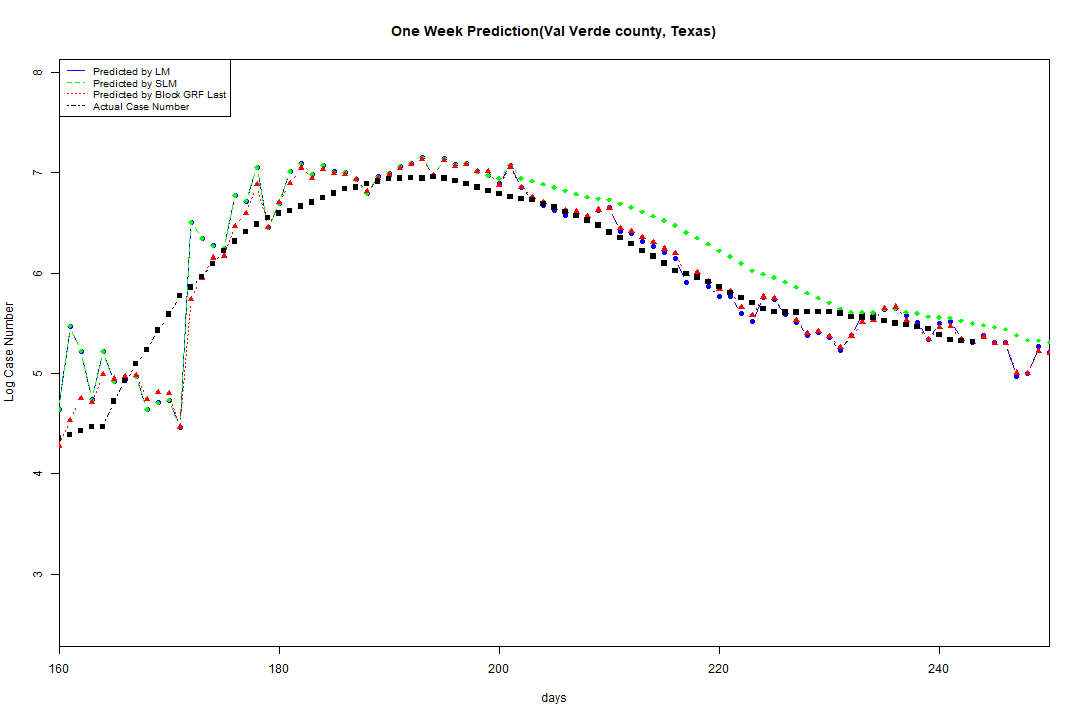 One Week Prediction(Val Verde county, Texas)
Predicted by LM
Predicted by SLM
Predicted by Block GRF Last
Actual Case Number
8
7
6
5
4
3
Log Case Number
160 180 200 220 240
days